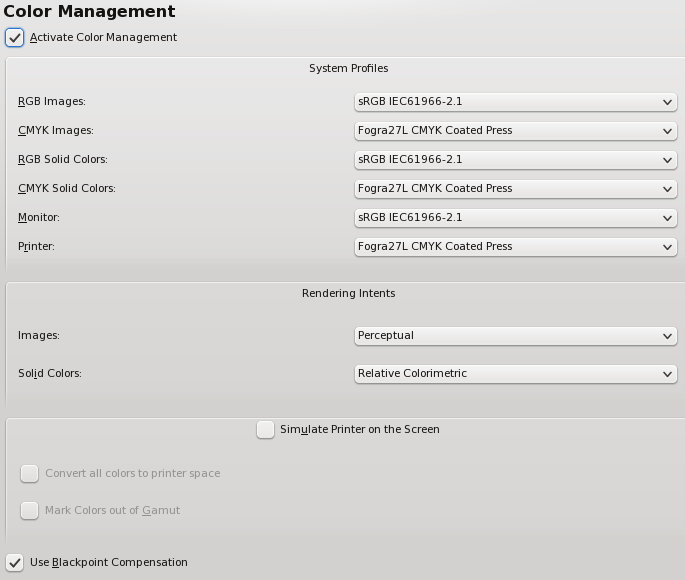 Color Management
Activate Color Management
System Profiles
RGB Images: sRGB IEC61966-2.1
CMYK Images: Fogra27L CMYK Coated Press
RGB Solid Colors: sRGB IEC61966-2.1
CMYK Solid Colors: Fogra27L CMYK Coated Press
Monitor: sRGB IEC61966-2.1
Printer: Fogra27L CMYK Coated Press
Rendering Intents
Images: Perceptual
Solid Colors: Relative Colorimetric
Simulate Printer on the Screen
Convert all colors to printer space
Mark Colors out of Gamut
Use Blackpoint Compensation